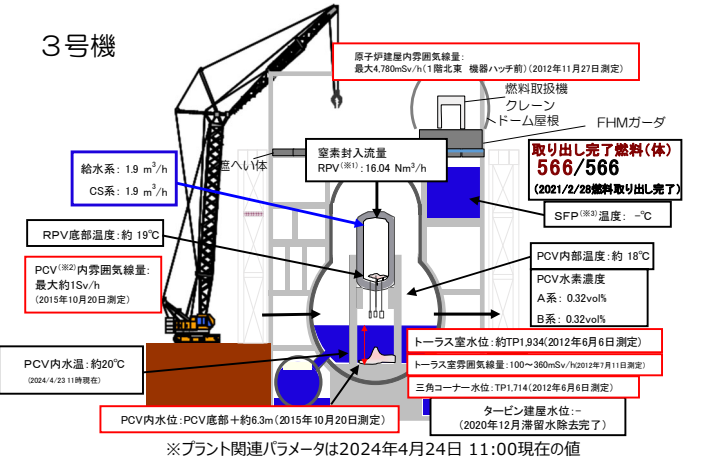 3号機
原子炉建屋内雰囲気線量:
最大4,780mSv/h(1階北東 機器ハッチ前)(2012年11月27日測定)
燃料取扱機
クレーン
ドーム屋根
FHMガーダ
遮へい体
窒素封入流量
RPV(※1):16.04 Nm³/h
取り出し完了燃料(体)
566/566
(2021/2/28燃料取り出し完了)
給水系: 1.9 m³/h
CS系: 1.9 m³/h
SFP(※3)温度: -℃
RPV底部温度:約 19℃
PCV内部温度:約 18℃
PCV(※2)内雰囲気線量:
最大約1Sv/h
(2015年10月20日測定)
PCV水素濃度
A系: 0.32vol%
B系: 0.32vol%
トーラス室水位:約TP1,934(2012年6月6日測定)
PCV内水温:約20℃
(2024/4/23 11時現在)
トーラス室雰囲気線量:100～360mSv/h(2012年7月11日測定)
三角コーナー水位:TP1,714(2012年6月6日測定)
PCV内水位:PCV底部+約6.3m(2015年10月20日測定)
タービン建屋水位:-
(2020年12月滞留水除去完了)
※プラント関連パラメータは2024年4月24日 11:00現在の値